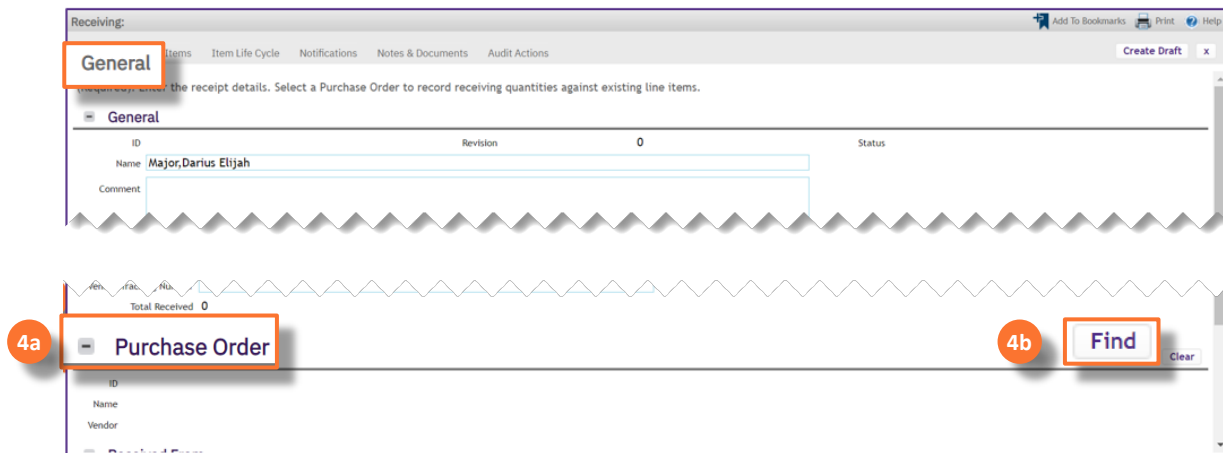 Receiving: Add To Bookmarks Print Help
General Items Item Life Cycle Notifications Notes & Documents Audit Actions Create Draft x
the receipt details. Select a Purchase Order to record receiving quantities against existing line items.
General
ID Revision 0 Status
Name Major,Darius Elijah
Comment
Total Received 0
4a Purchase Order 4b Find
Clear
ID
Name
Vendor